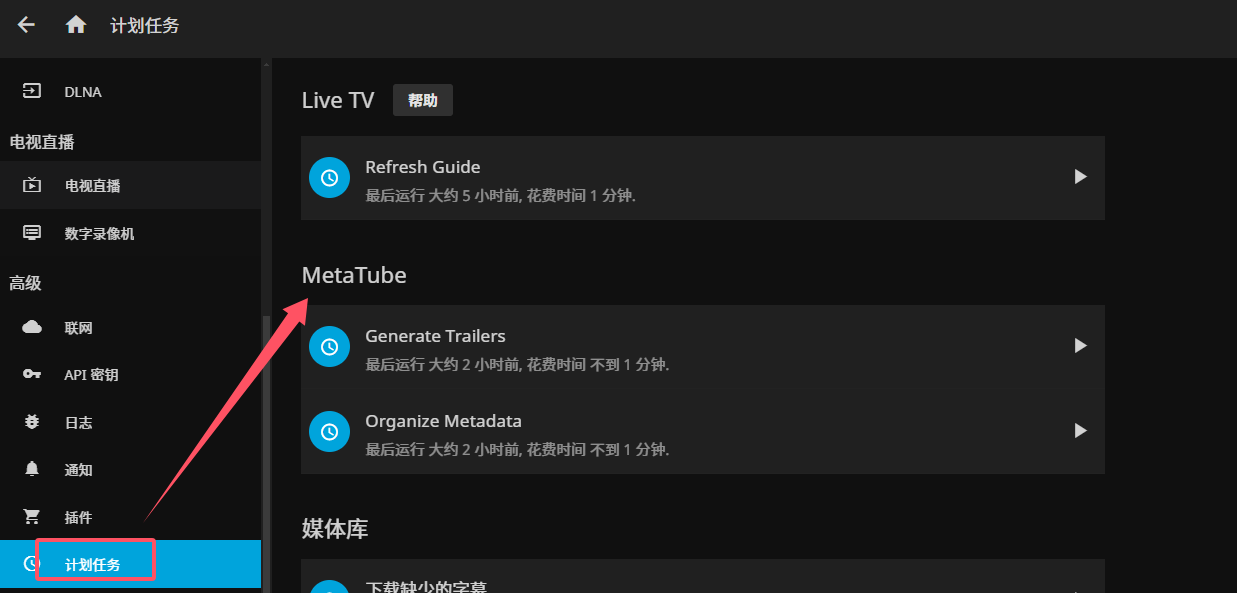 计划任务
DLNA
电视直播
电视直播
数字录像机
高级
联网
API 密钥
日志
通知
插件
计划任务
Live TV
帮助
Refresh Guide
最后运行 大约 5 小时前, 花费时间 1 分钟.
MetaTube
Generate Trailers
最后运行 大约 2 小时前, 花费时间 不到 1 分钟.
Organize Metadata
最后运行 大约 2 小时前, 花费时间 不到 1 分钟.
媒体库
下载缺少的字幕